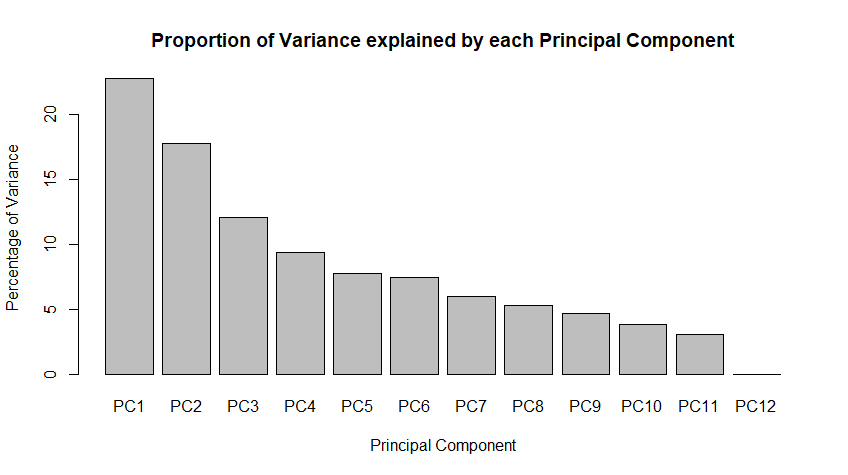 Proportion of Variance explained by each Principal Component
Percentage of Variance
20
15
10
5
0
PC1 PC2 PC3 PC4 PC5 PC6 PC7 PC8 PC9 PC10 PC11 PC12
Principal Component